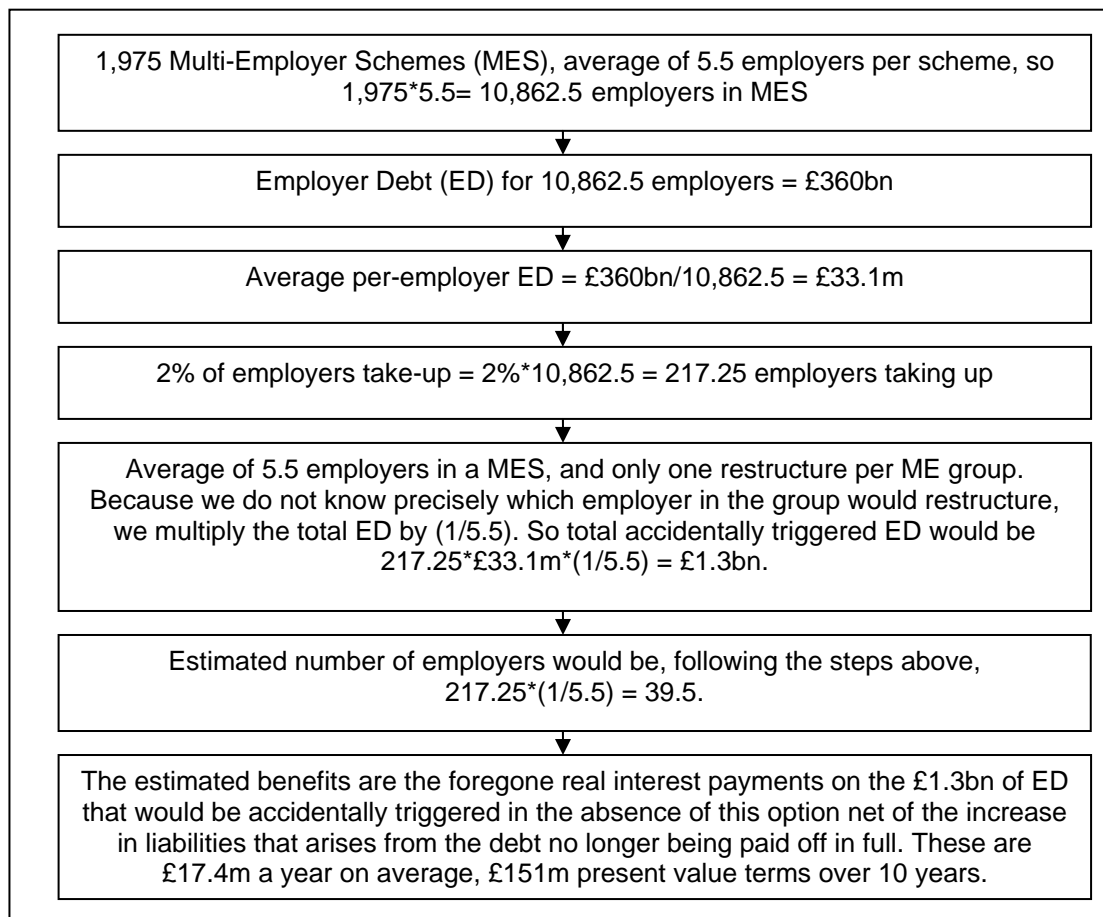 1,975 Multi-Employer Schemes (MES), average of 5.5 employers per scheme, so
1,975*5.5= 10,862.5 employers in MES
Employer Debt (ED) for 10,862.5 employers = £360bn
Average per-employer ED = £360bn/10,862.5 = £33.1m
2% of employers take-up = 2%*10,862.5 = 217.25 employers taking up
Average of 5.5 employers in a MES, and only one restructure per ME group.
Because we do not know precisely which employer in the group would restructure,
we multiply the total ED by (1/5.5). So total accidentally triggered ED would be
217.25*£33.1m*(1/5.5) = £1.3bn.
Estimated number of employers would be, following the steps above,
217.25*(1/5.5) = 39.5.
The estimated benefits are the foregone real interest payments on the £1.3bn of ED
that would be accidentally triggered in the absence of this option net of the increase
in liabilities that arises from the debt no longer being paid off in full. These are
£17.4m a year on average, £151m present value terms over 10 years.